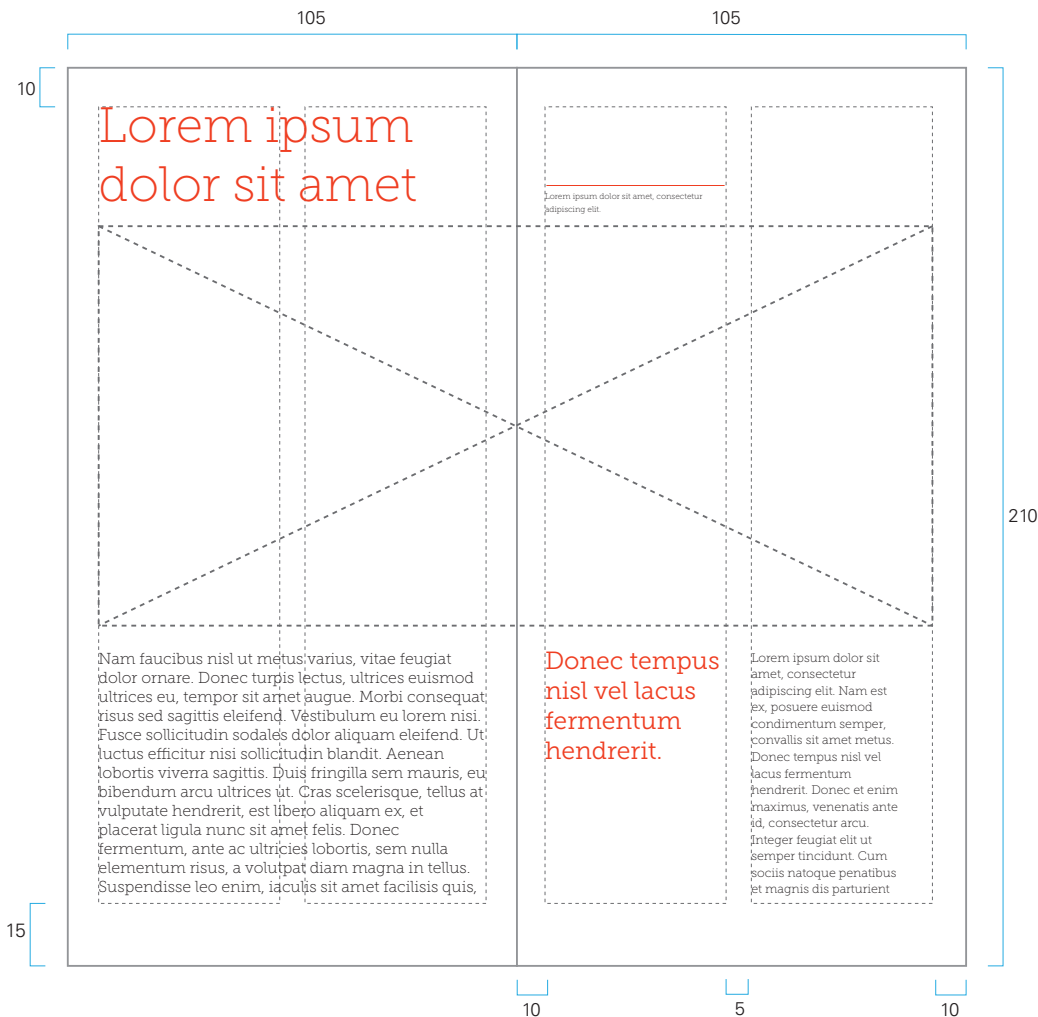 105
105
10
Lorem ipsum
dolor sit amet
Lorem ipsum dolor sit amet, consectetur
adipiscing elit.
210
Nam faucibus nisl ut metus varius, vitae feugiat
dolor ornare. Donec turpis lectus, ultrices euismod
ultrices eu, tempor sit amet augue. Morbi consequat
risus sed sagittis eleifend. Vestibulum eu lorem nisi.
Fusce sollicitudin sodales dolor aliquam eleifend. Ut
luctus efficitur nisi sollicitudin blandit. Aenean
lobortis viverra sagittis. Duis fringilla sem mauris, eu
bibendum arcu ultrices ut. Cras scelerisque, tellus at
vulputate hendrerit, est libero aliquam ex, et
placerat ligula nunc sit amet felis. Donec
fermentum, ante ac ultricies lobortis, sem nulla
elementum risus, a volutpat diam magna in tellus.
Suspendisse leo enim, iaculis sit amet facilisis quis,
Donec tempus
nisl vel lacus
fermentum
hendrerit.
Lorem ipsum dolor sit
amet, consectetur
adipiscing elit. Nam est
ex, posuere euismod
condimentum semper,
convallis sit amet metus.
Donec tempus nisl vel
lacus fermentum
hendrerit. Donec et enim
maximus, venenatis ante
id, consectetur arcu.
Integer feugiat elit ut
semper tincidunt. Cum
sociis natoque penatibus
et magnis dis parturient
15
10
5
10